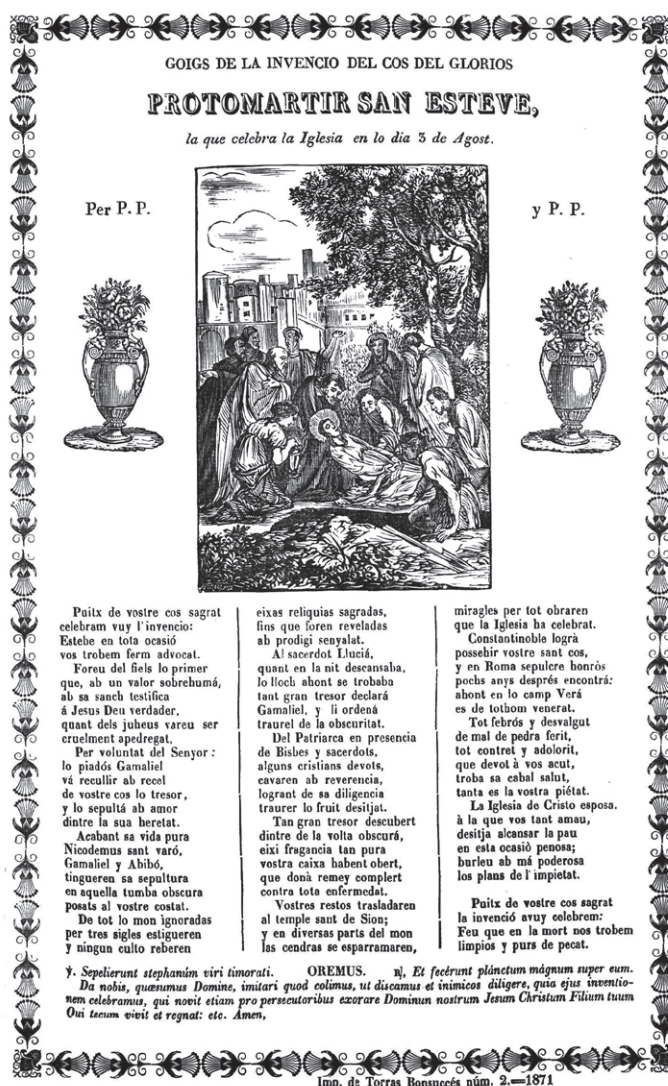 GOIGS DE LA INVENCIO DEL COS DEL GLORIOS
PROTOMARTIR SAN ESTEVE,
la que celebra la Iglesia en lo dia 3 de Agost.
Per P. P.
y P. P.
Puitx de vostre cos sagrat
celebram vuy l'invencio:
Estebe en tota ocasió
vos trobem ferm advocat.
Foreu del fiels lo primer
que, ab un valor sobrehumá,
ab sa sanch testifica
á Jesus Deu verdader,
quant dels juheus vareu ser
cruelment apedregat.
Per voluntat del Senyor:
lo piadós Gamaliel
vá recullir ab recel
de vostre cos lo tresor,
y lo sepultá ab amor
dintre la sua heretat.
Acabant sa vida pura
Nicodemus sant varó,
Gamaliel y Abibó,
tingueren sa sepultura
en aquella tumba obscura
posats al vostre costat.
De tot lo mon ignoradas
per tres sigles estigueren
y ningun culto reberen
eixas reliquias sagradas,
fins que foren reveladas
ab prodigi senyalat.
Al sacerdot Lluciá,
quant en la nit descansaba,
lo lloch ahont se trobaba
tant gran tresor declará
Gamaliel, y li ordená
traurel de la obscuritat.
Del Patriarca en presencia
de Bisbes y sacerdots,
alguns cristians devots,
cavaren ab reverencia,
logrant de sa diligencia
traurer lo fruit desitjat.
Tan gran tresor descubert
dintre de la volta obscurá,
eixi fragancia tan pura
vostra caixa habent obert,
que donà remey complert
contra tota enfermedat.
Vostres restos trasladaren
al temple sant de Sion;
y en diversas parts del mon
las cendras se esparramaren,
miragles per tot obraren
que la Iglesia ha celebrat.
Constantinoble logrà
possehir vostre sant cos,
y en Roma sepulcre honròs
pochs anys després encontrá:
ahont en lo camp Verá
es de tothom venerat.
Tot febrós y desvalgut
de mal de pedra ferit,
tot contret y adolorit,
que devot à vos acut,
troba sa cabal salut,
tanta es la vostra piétat.
La Iglesia de Cristo esposa,
à la que vos tant amau,
desitja alcansar la pau
en esta ocasiò penosa;
burleu ab má poderosa
los plans de l'impietat.
Puitx de vostre cos sagrat
la invenció avuy celebrem:
Feu que en la mort nos trobem
limpios y purs de pecat.
℣. Sepelierunt stephanúm viri timorati. OREMUS. ℟, Et fecérunt plánctum mágnum super eum.
Da nobis, quæsumus Domine, imitari quod colimus, ut discamus et inimicos diligere, quia ejus inventio-
nem celebramus, qui novit etiam pro persecutoribus exorare Dominun nostrum Jesum Christum Filium tuum
Qui tecum vivit et regnat: etc. Amen,
Imp. de Torras Bonsuccés núm. 2.=1871